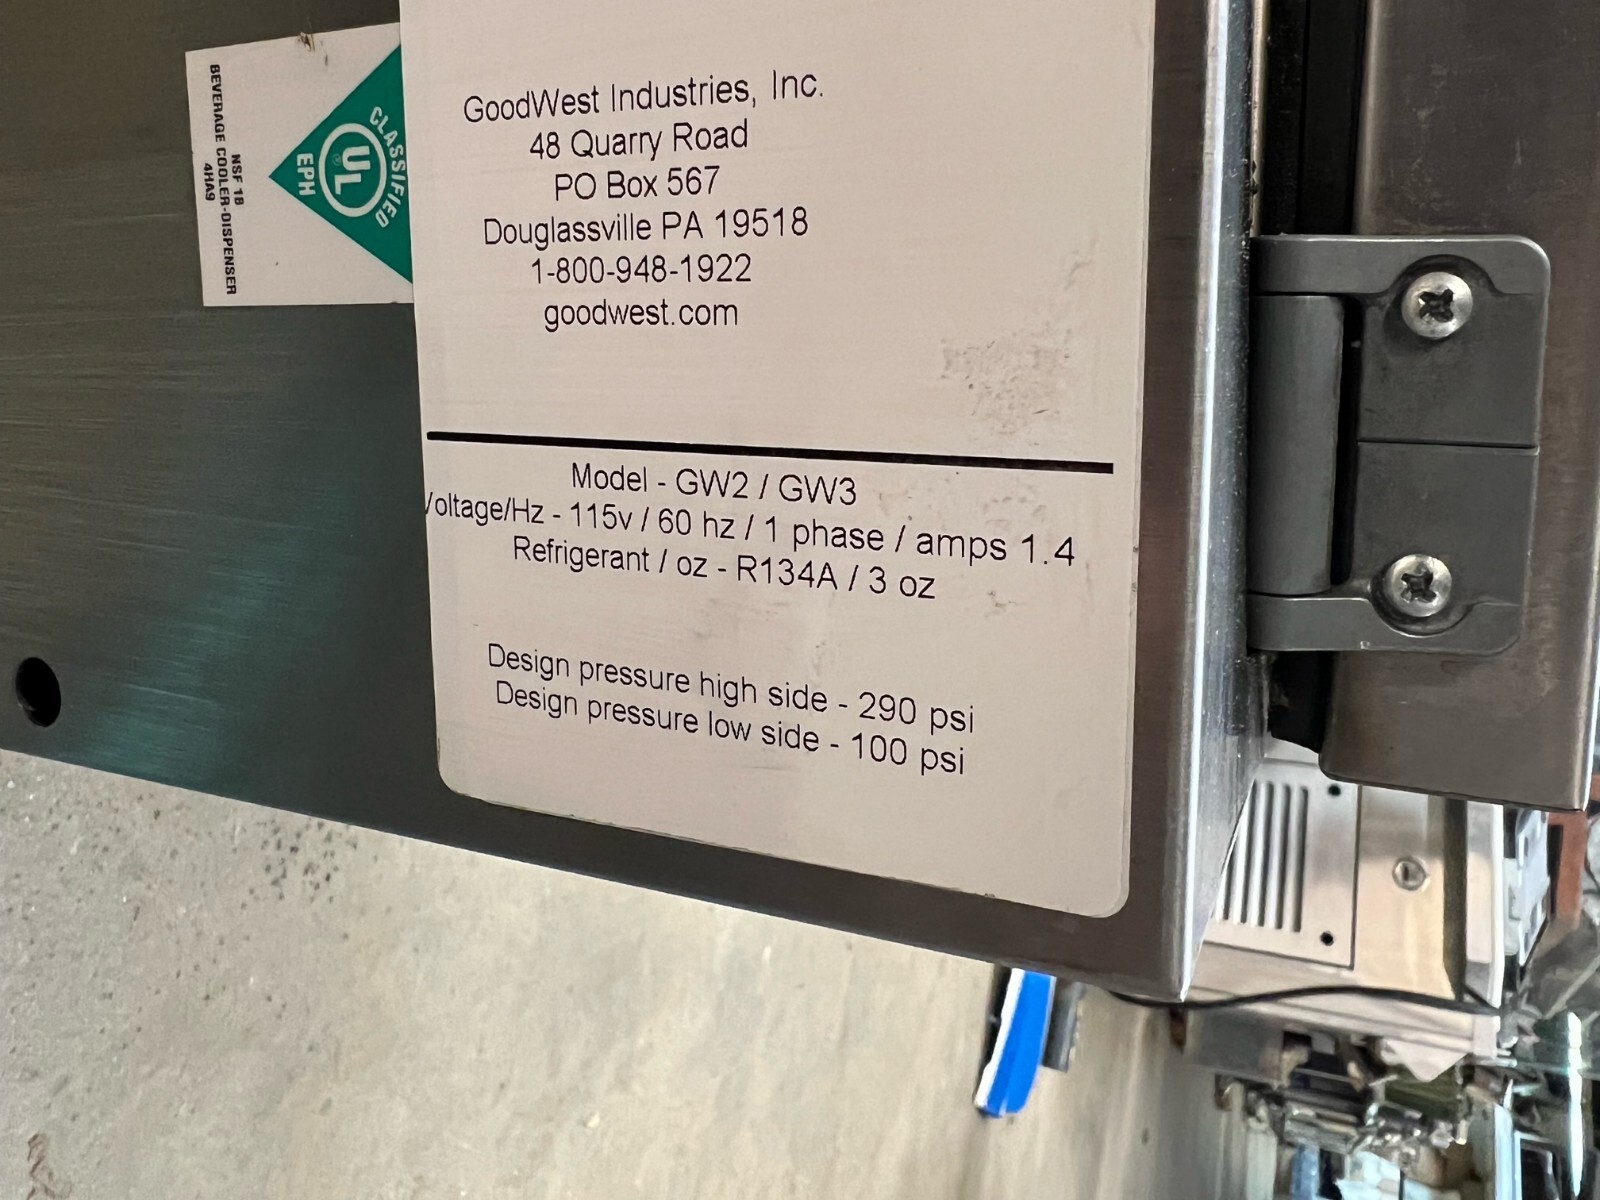 GoodWest Industries, Inc.
48 Quarry Road
PO Box 567
Douglassville PA 19518
1-800-948-1922
goodwest.com
Model - GW2 / GW3
Voltage/Hz - 115v / 60 hz / 1 phase / amps 1.4
Refrigerant / oz - R134A / 3 oz
Design pressure high side - 290 psi
Design pressure low side - 100 psi
CLASSIFIED
UL®
EPH
NSF 18
BEVERAGE COOLER-DISPENSER
4HA9